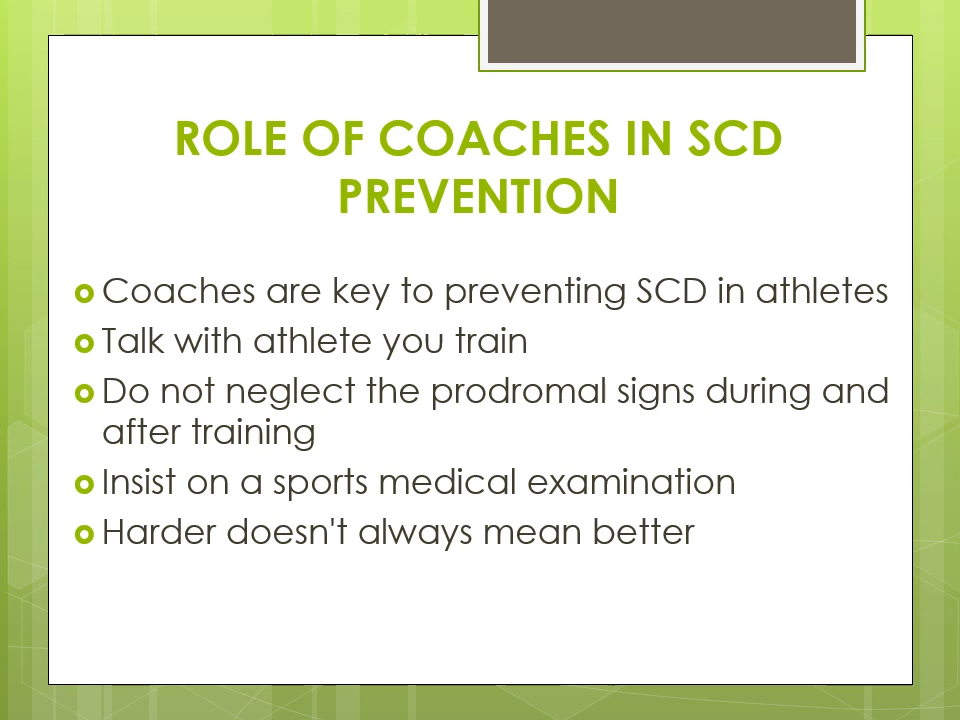 ROLE OF COACHES IN SCD
PREVENTION
Coaches are key to preventing SCD in athletes
Talk with athlete you train
Do not neglect the prodromal signs during and
after training
Insist on a sports medical examination
Harder doesn't always mean better